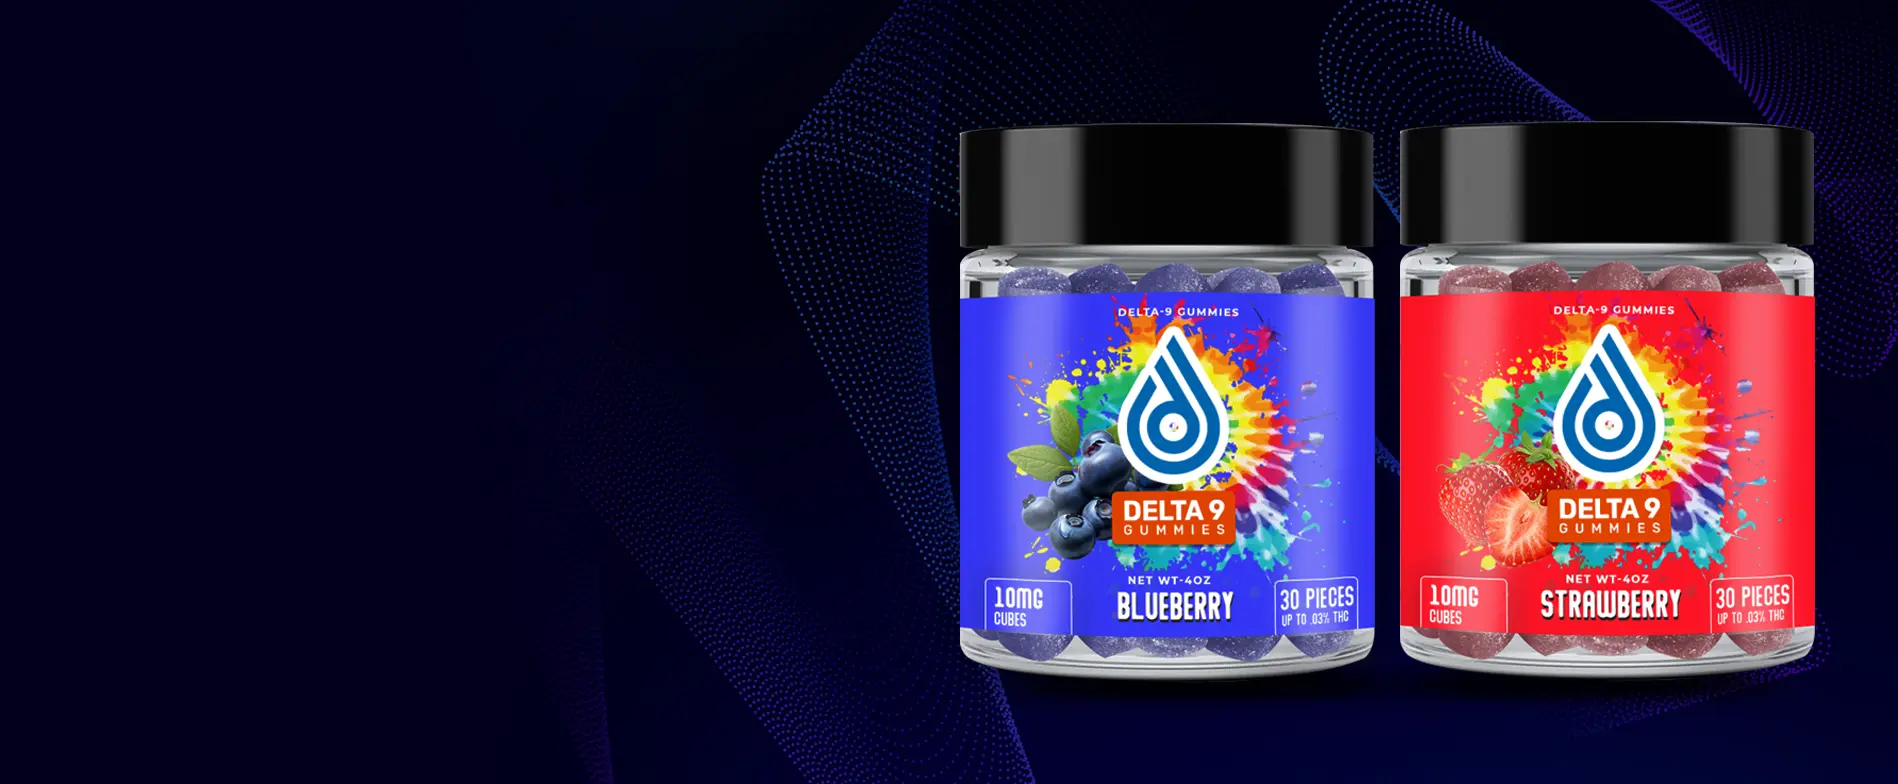 DELTA-9 GUMMIES
DELTA 9
GUMMIES
NET WT-4OZ
BLUEBERRY
10MG
CUBES
30 PIECES
UP TO .03% THC
DELTA-9 GUMMIES
DELTA 9
GUMMIES
NET WT-4OZ
STRAWBERRY
10MG
CUBES
30 PIECES
UP TO .03% THC